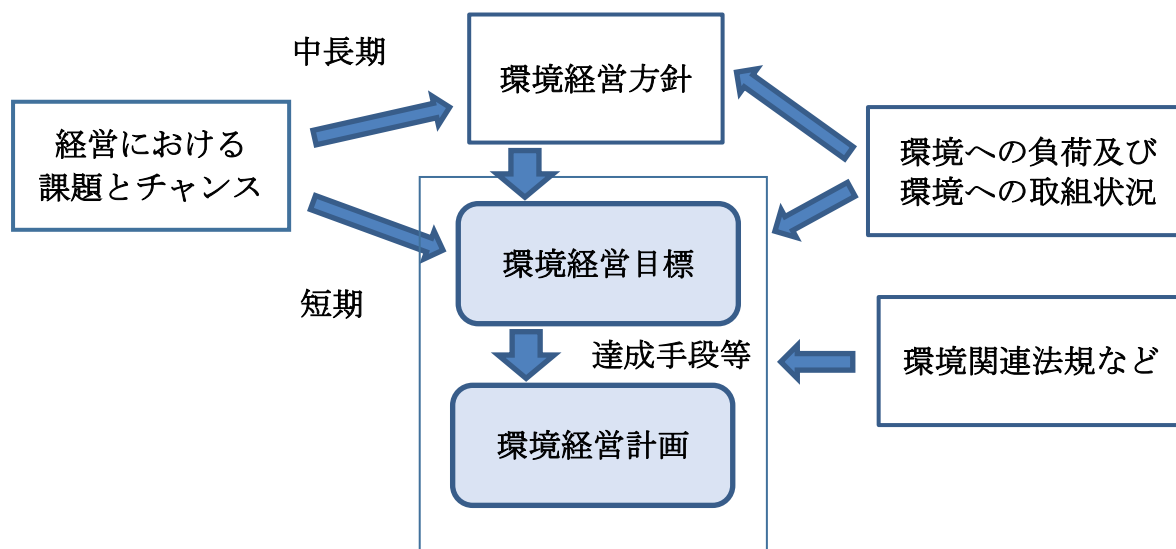 中長期
環境経営方針
経営における
課題とチャンス
環境への負荷及び
環境への取組状況
環境経営目標
短期
達成手段等
環境関連法規など
環境経営計画